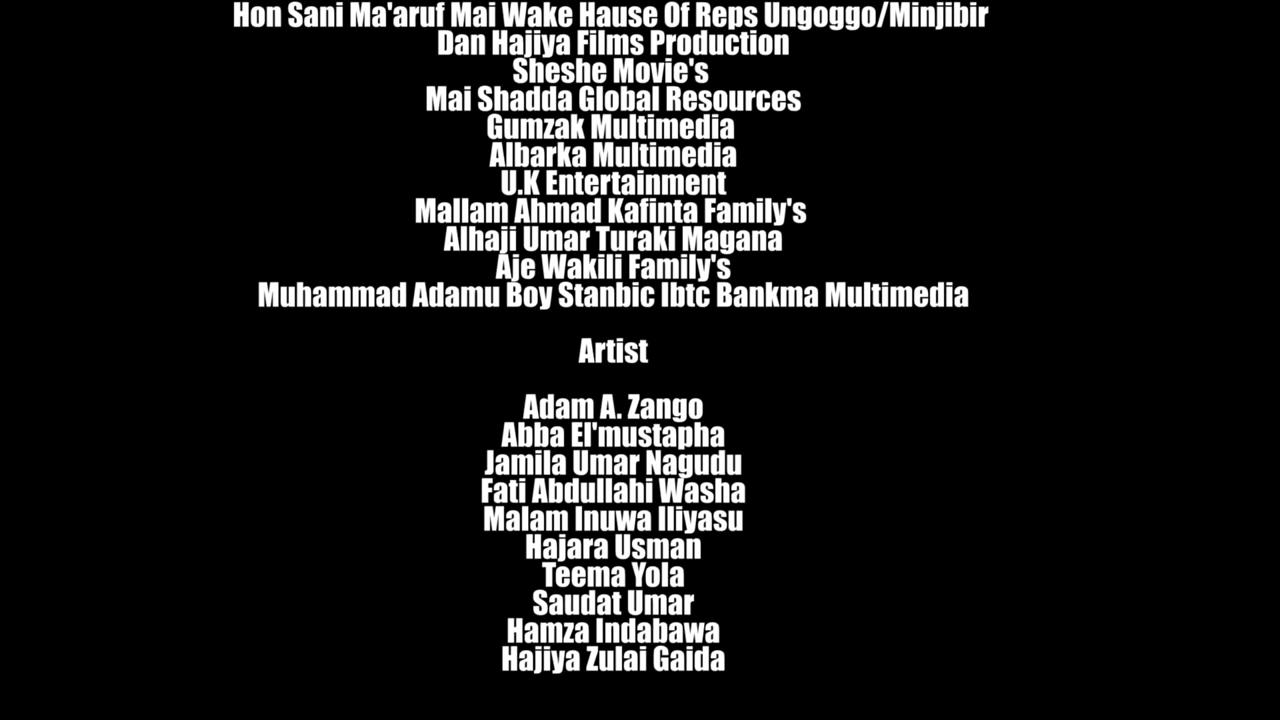 Hon Sani Ma'aruf Mai Wake Hause Of Reps Ungoggo/Minjibir
Dan Hajiya Films Production
Sheshe Movie's
Mai Shadda Global Resources
Gumzak Multimedia
Albarka Multimedia
U.K Entertainment
Mallam Ahmad Kafinta Family's
Alhaji Umar Turaki Magana
Aje Wakili Family's
Muhammad Adamu Boy Stanbic Ibtc Bankma Multimedia
Artist
Adam A. Zango
Abba El'mustapha
Jamila Umar Nagudu
Fati Abdullahi Washa
Malam Inuwa Iliyasu
Hajara Usman
Teema Yola
Saudat Umar
Hamza Indabawa
Hajiya Zulai Gaida